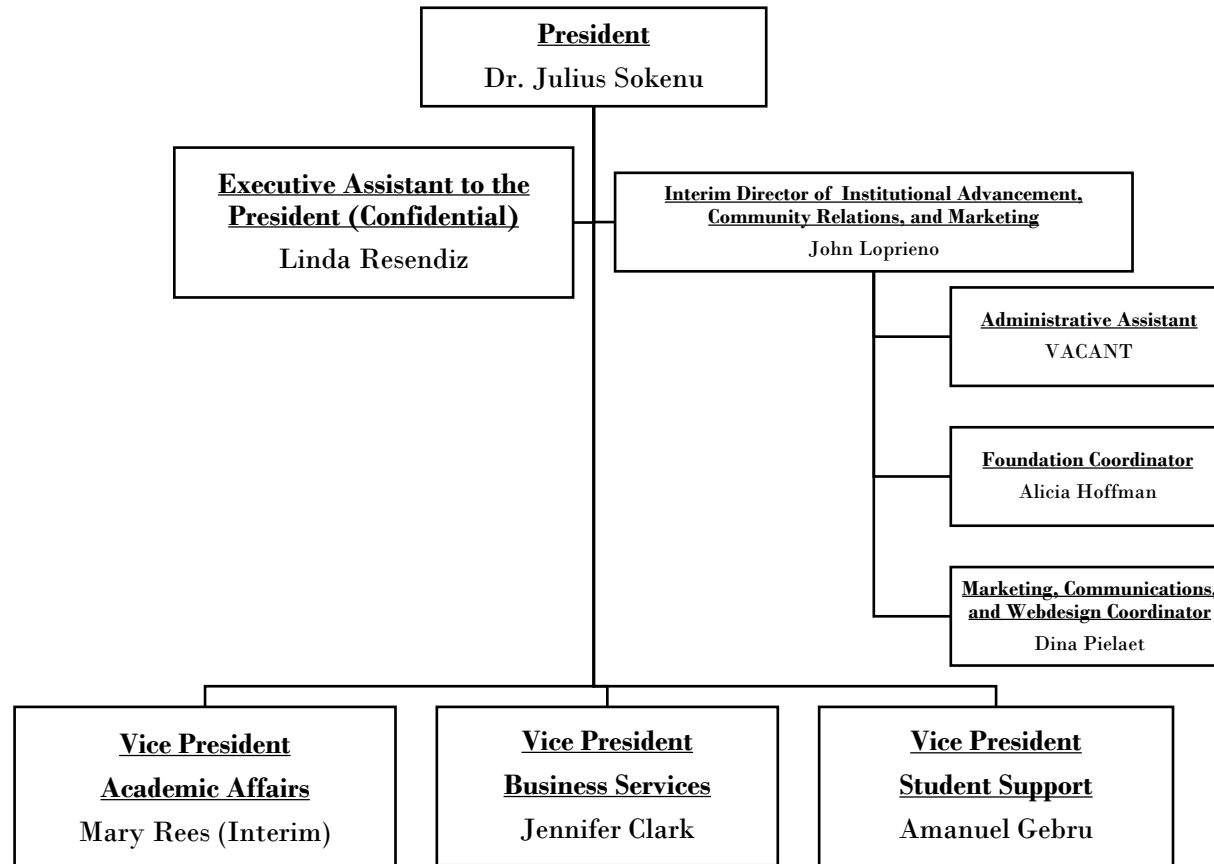 President
Dr. Julius Sokenu
Executive Assistant to the
President (Confidential)
Linda Resendiz
Interim Director of Institutional Advancement,
Community Relations, and Marketing
John Loprieno
Administrative Assistant
VACANT
Foundation Coordinator
Alicia Hoffman
Marketing, Communications,
and Webdesign Coordinator
Dina Pielaet
Vice President
Academic Affairs
Mary Rees (Interim)
Vice President
Business Services
Jennifer Clark
Vice President
Student Support
Amanuel Gebru